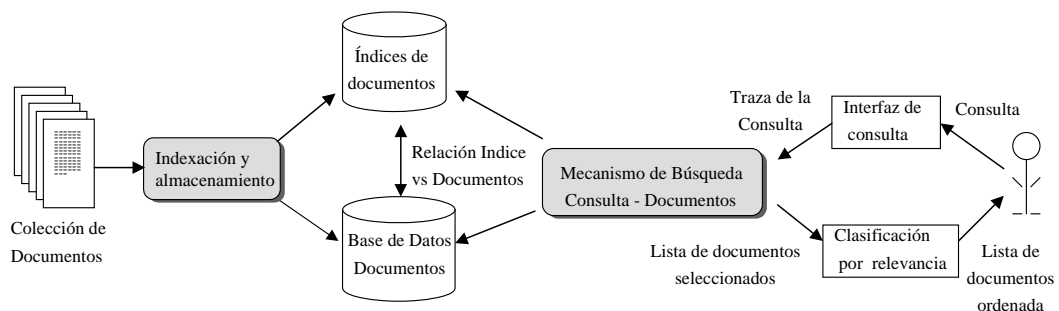 Colección de
Documentos
Indexación y
almacenamiento
Índices de
documentos
Relación Indice
vs Documentos
Base de Datos
Documentos
Mecanismo de Búsqueda
Consulta - Documentos
Traza de la
Consulta
Interfaz de
consulta
Consulta
Lista de documentos
seleccionados
Clasificación
por relevancia
Lista de
documentos
ordenada